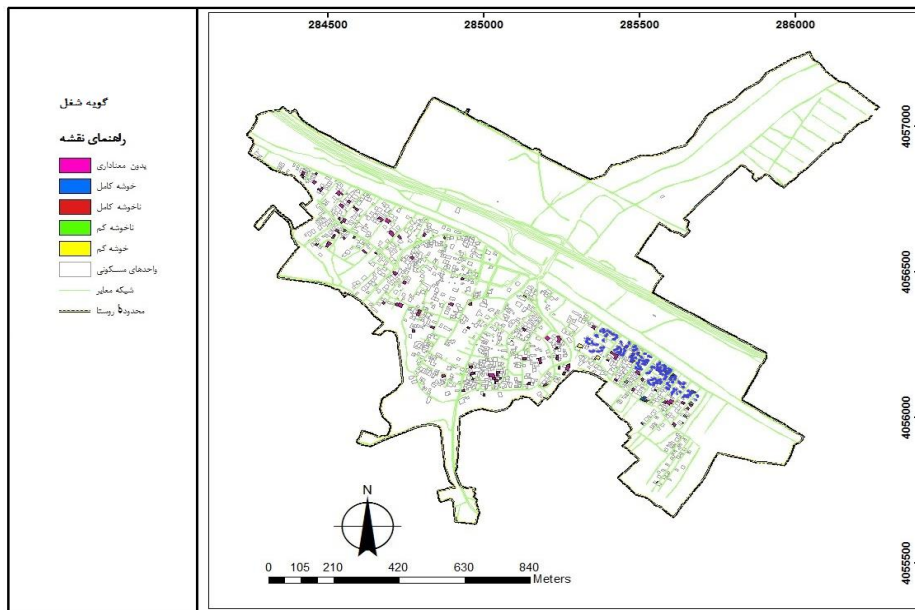 گویه شغل
راهنمای نقشه
بدون معناداری
خوشه کامل
ناخوشه کامل
ناخوشه کم
خوشه کم
واحدهای مسکونی
شبکه معابر
محدودهٔ روستا
284500 285000 285500 286000
4057000
4056500
4056000
4055500
N
0 105 210 420 630 840
Meters